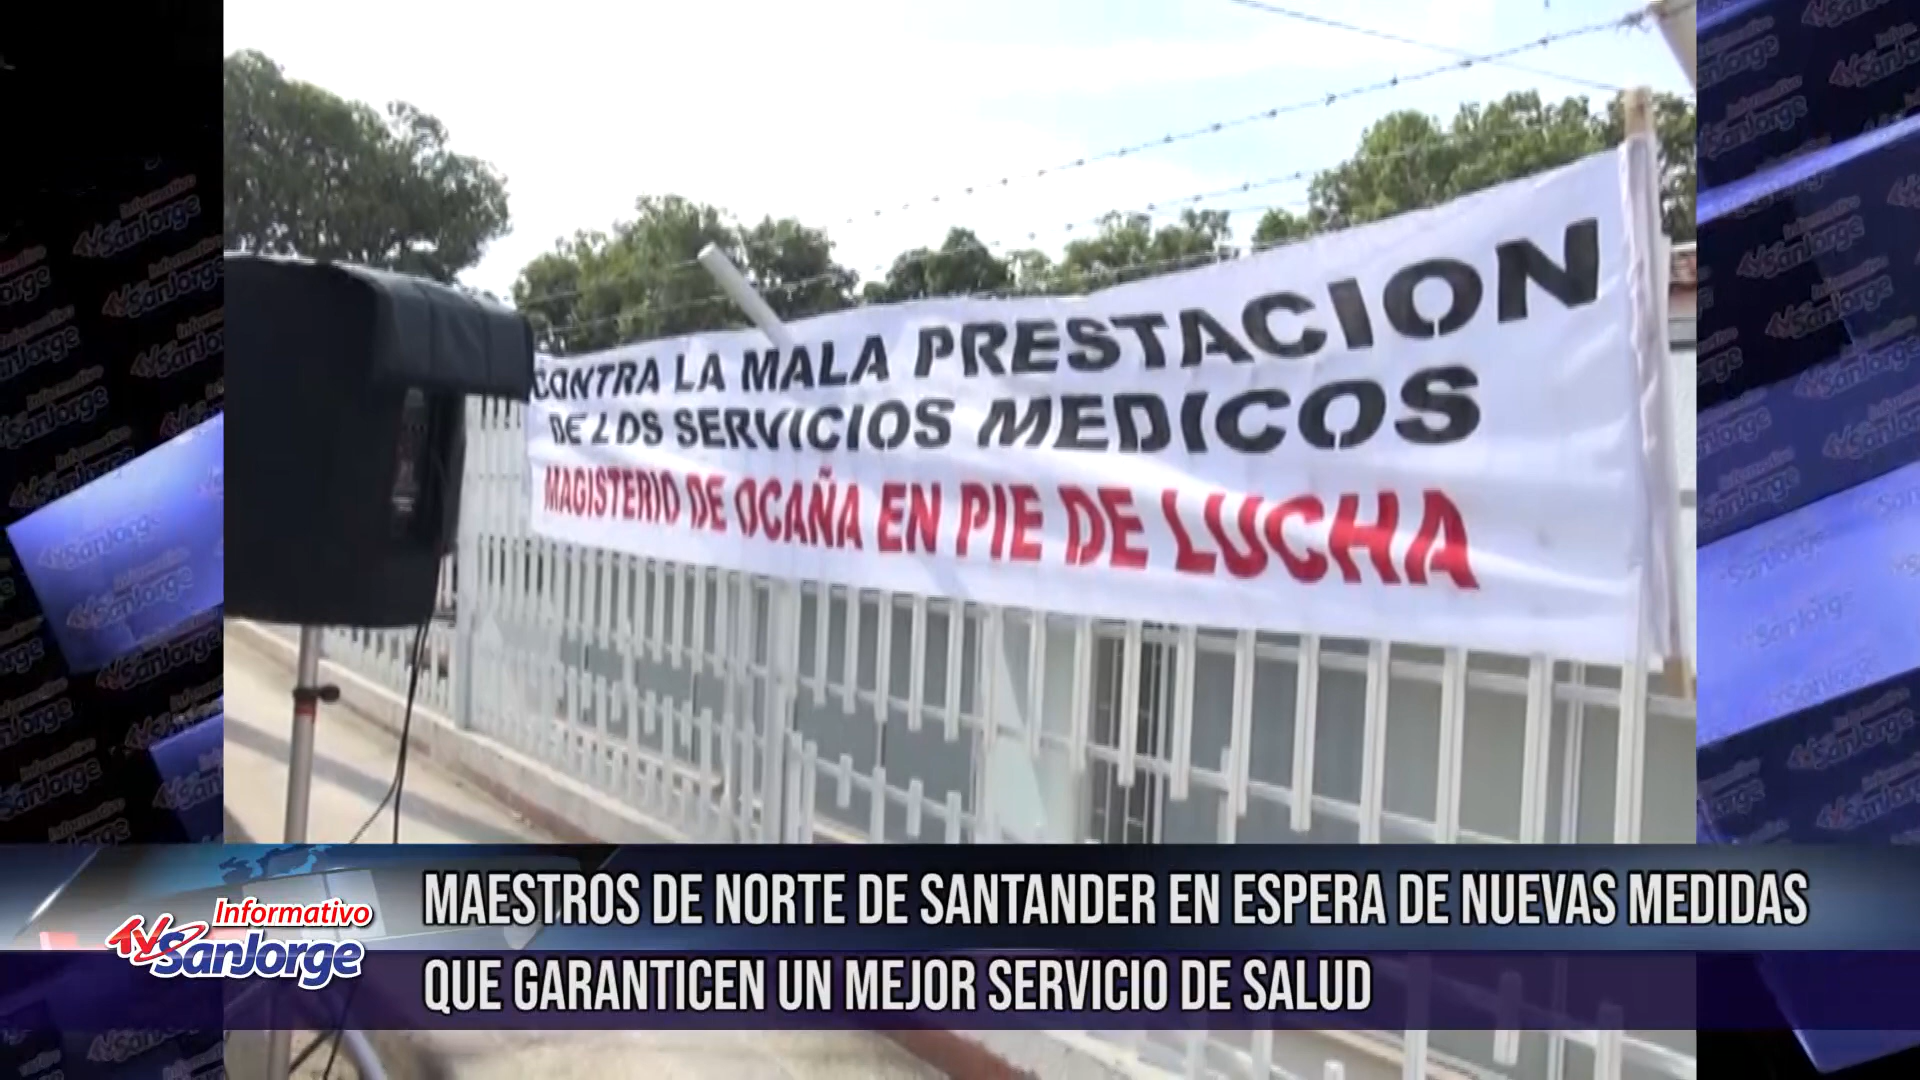 CONTRA LA MALA PRESTACION
DE LOS SERVICIOS MEDICOS
MAGISTERIO DE OCAÑA EN PIE DE LUCHA
Informativo
TV SanJorge
MAESTROS DE NORTE DE SANTANDER EN ESPERA DE NUEVAS MEDIDAS
QUE GARANTICEN UN MEJOR SERVICIO DE SALUD